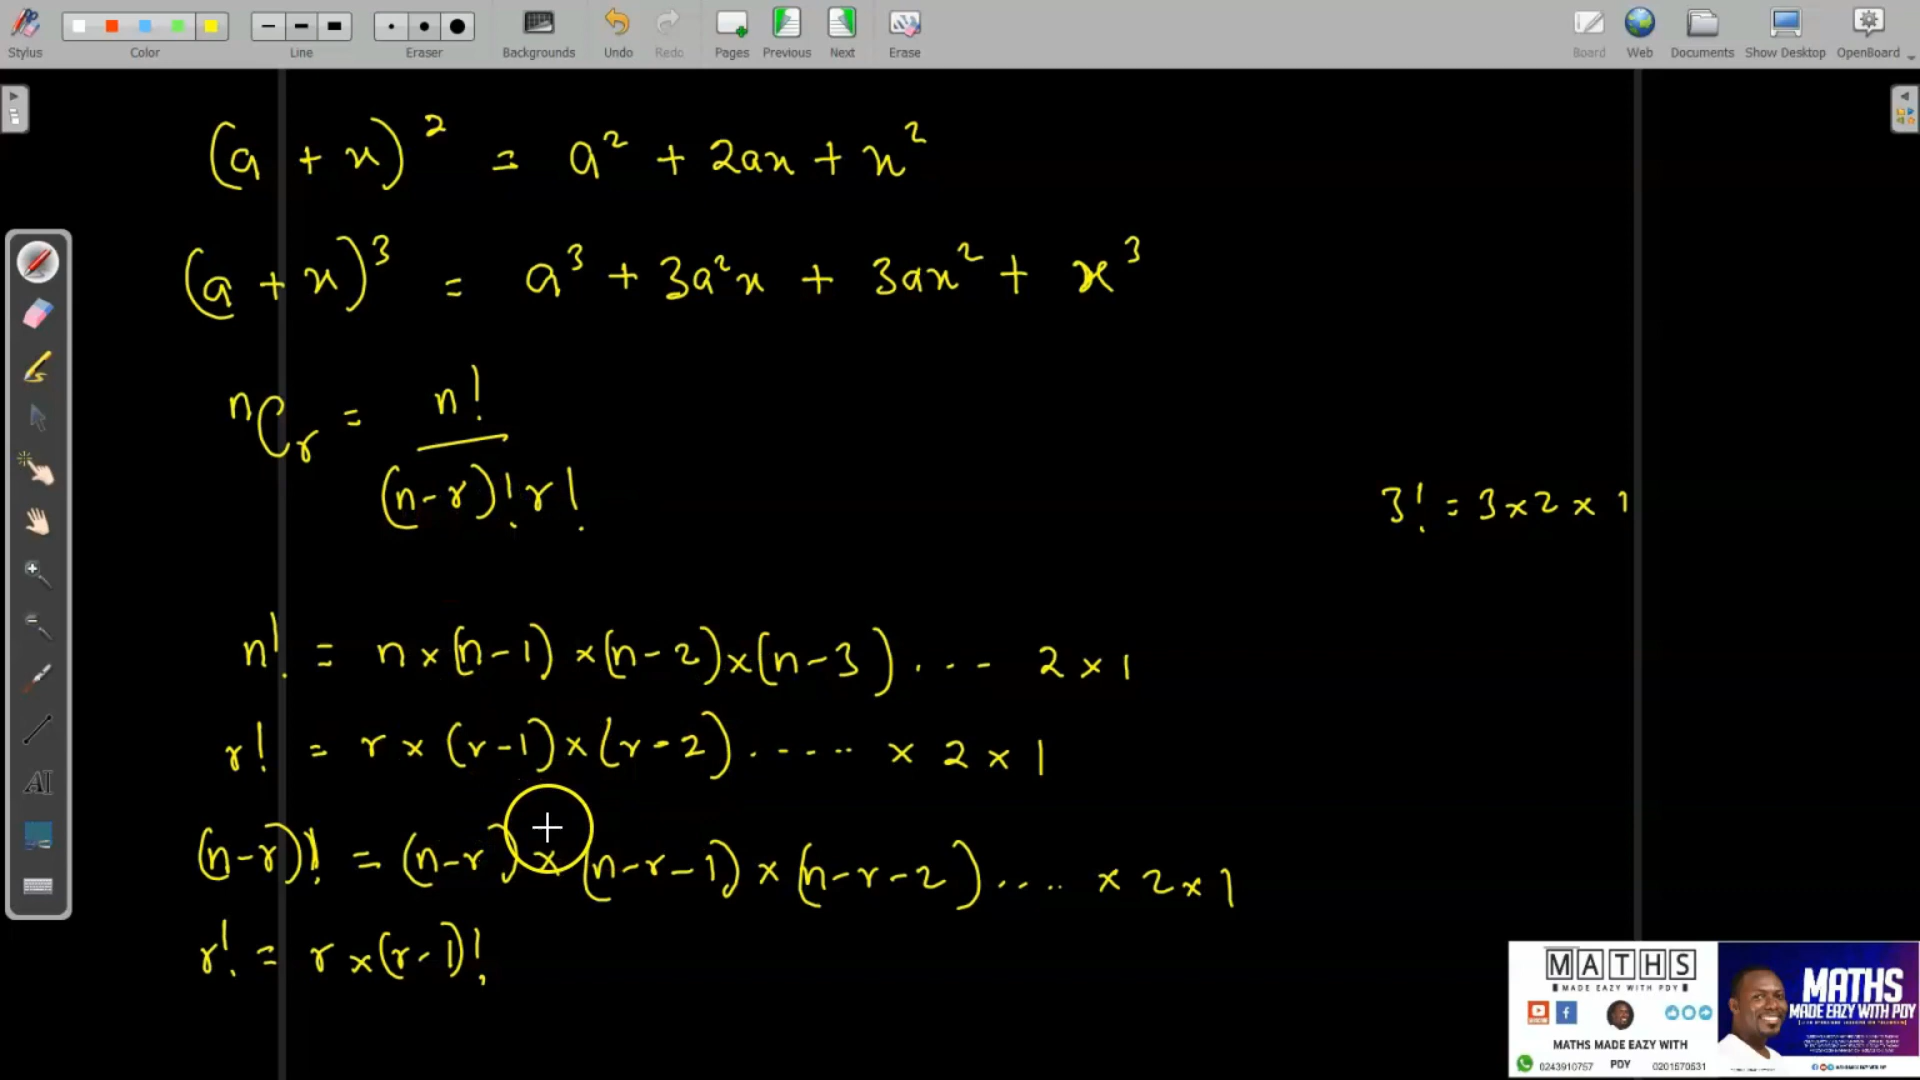 Stylus Color Line Eraser Backgrounds Undo Redo Pages Previous Next Erase Board Web Documents Show Desktop OpenBoard
(a + x)² = a² + 2ax + x²
(a + x)³ = a³ + 3a²x + 3ax² + x³
ⁿCᵣ = n! / (n-r)!r!
3! = 3x2 x 1
n! = n x (n-1) x (n-2) x (n-3) . - - - 2 x 1
r! = r x (r-1) x (r-2) . - - - .. x 2 x 1
(n-r)! = (n-r) x (n-r-1) x (n-r-2) .... x 2 x 1
r! = r x (r-1)!
AI
MATHS
MADE EAZY WITH PDY
MATHS MADE EAZY WITH
0243910757 PDY 0201570531
MATHS
MADE EAZY WITH PDY